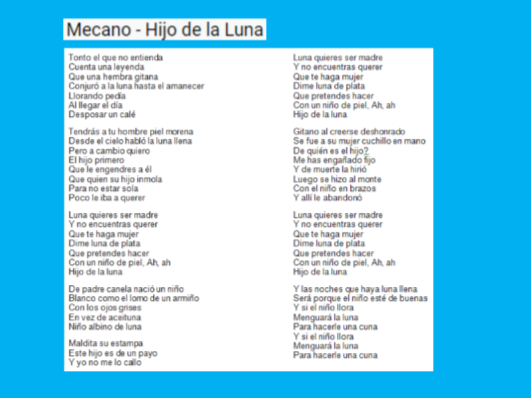 Mecano - Hijo de la Luna
Tonto el que no entienda
Cuenta una leyenda
Que una hembra gitana
Conjuró a la luna hasta el amanecer
Llorando pedía
Al llegar el día
Desposar un calé
Tendrás a tu hombre piel morena
Desde el cielo habló la luna llena
Pero a cambio quiero
El hijo primero
Que le engendres a él
Que quien su hijo inmola
Para no estar sola
Poco le iba a querer
Luna quieres ser madre
Y no encuentras querer
Que te haga mujer
Dime luna de plata
Que pretendes hacer
Con un niño de piel, Ah, ah
Hijo de la luna
De padre canela nació un niño
Blanco como el lomo de un armiño
Con los ojos grises
En vez de aceituna
Niño albino de luna
Maldita su estampa
Este hijo es de un payo
Y yo no me lo callo
Luna quieres ser madre
Y no encuentras querer
Que te haga mujer
Dime luna de plata
Que pretendes hacer
Con un niño de piel, Ah, ah
Hijo de la luna
Gitano al creerse deshonrado
Se fue a su mujer cuchillo en mano
De quién es el hijo?
Me has engañado fijo
Y de muerte la hirió
Luego se hizo al monte
Con el niño en brazos
Y allí le abandonó
Luna quieres ser madre
Y no encuentras querer
Que te haga mujer
Dime luna de plata
Que pretendes hacer
Con un niño de piel, Ah, ah
Hijo de la luna
Y las noches que haya luna llena
Será porque el niño esté de buenas
Y si el niño llora
Menguará la luna
Para hacerle una cuna
Y si el niño llora
Menguará la luna
Para hacerle una cuna